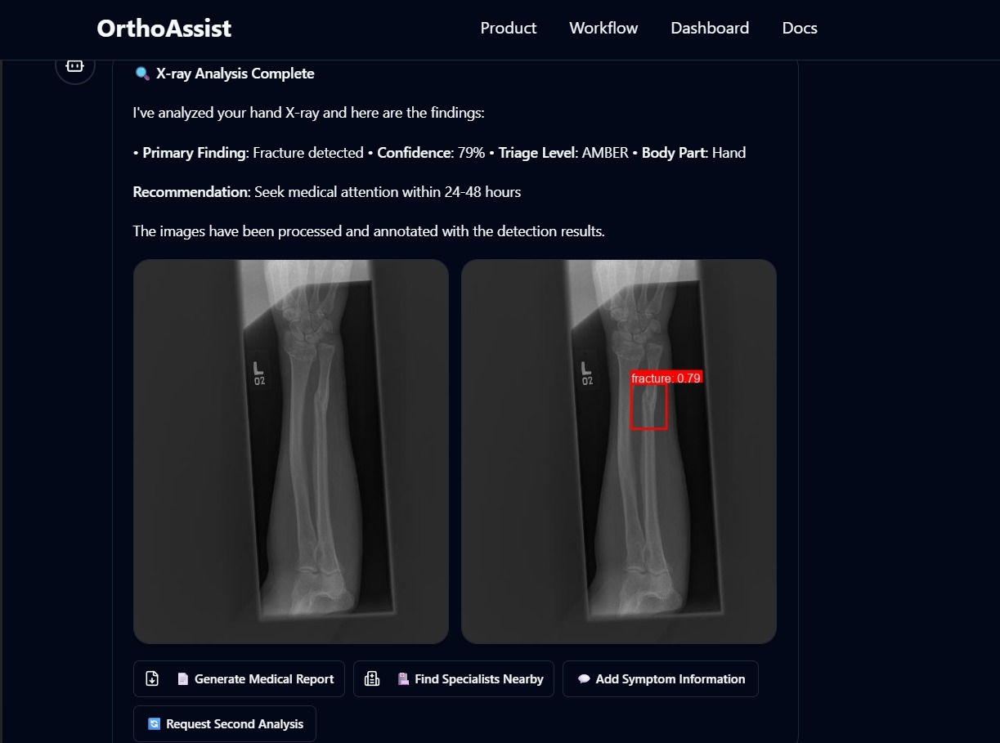 OrthoAssist
Product Workflow Dashboard Docs
🔍 X-ray Analysis Complete
I've analyzed your hand X-ray and here are the findings:
• Primary Finding: Fracture detected • Confidence: 79% • Triage Level: AMBER • Body Part: Hand
Recommendation: Seek medical attention within 24-48 hours
The images have been processed and annotated with the detection results.
L
02
L
02
fracture: 0.79
Generate Medical Report
Find Specialists Nearby
Add Symptom Information
Request Second Analysis